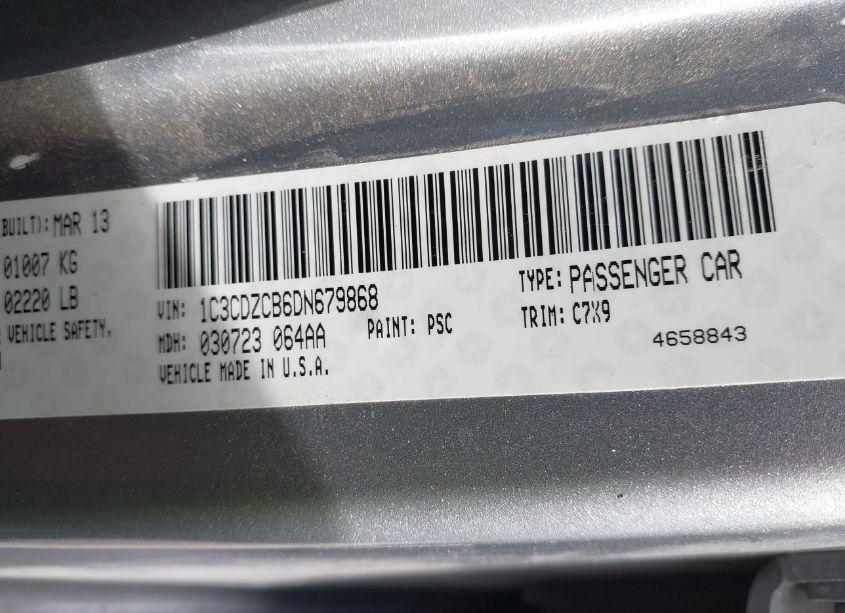 BUILT): MAR 13
01007 KG
02220 LB
VEHICLE SAFETY.
VIN: 1C3CDZCB6DN679868
TYPE: PASSENGER CAR
MDH: 030723 064AA
PAINT: PSC
TRIM: C7X9
VEHICLE MADE IN U.S.A.
4658843